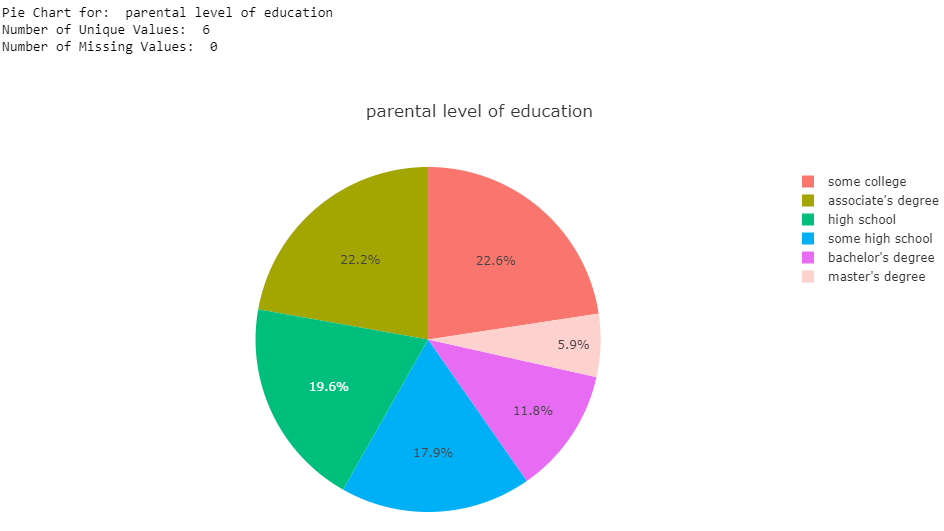 Pie Chart for:  parental level of education
Number of Unique Values:  6
Number of Missing Values:  0
parental level of education
some college
associate's degree
high school
some high school
bachelor's degree
master's degree
22.2%
22.6%
5.9%
19.6%
11.8%
17.9%